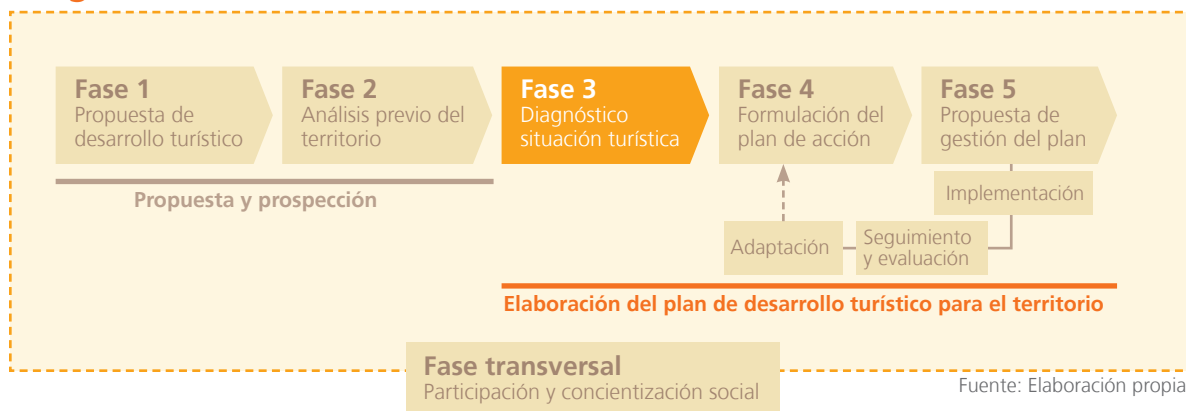 Fase 1
Propuesta de
desarrollo turístico
Fase 2
Análisis previo del
territorio
Fase 3
Diagnóstico
situación turística
Fase 4
Formulación del
plan de acción
Fase 5
Propuesta de
gestión del plan
Propuesta y prospección
Implementación
Adaptación
Seguimiento
y evaluación
Elaboración del plan de desarrollo turístico para el territorio
Fase transversal
Participación y concientización social
Fuente: Elaboración propia